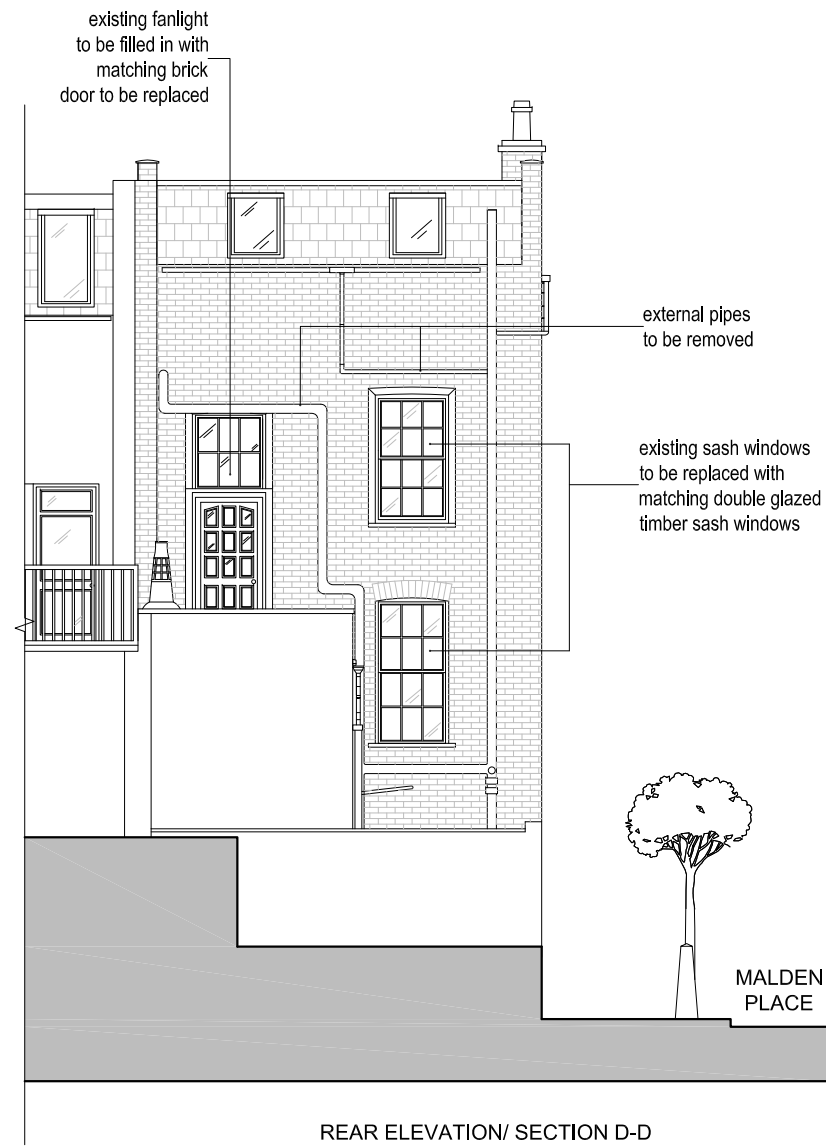 existing fanlight
to be filled in with
matching brick
door to be replaced
external pipes
to be removed
existing sash windows
to be replaced with
matching double glazed
timber sash windows
MALDEN
PLACE
REAR ELEVATION/ SECTION D-D